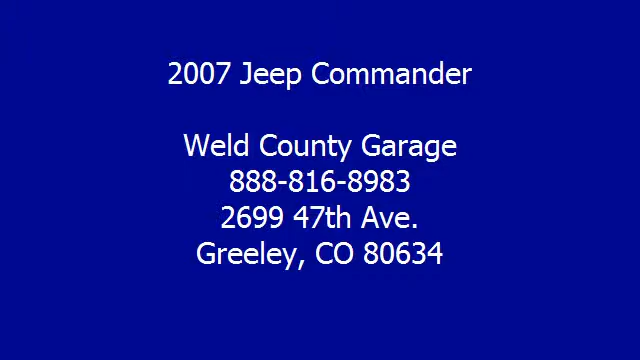 2007 Jeep Commander
Weld County Garage
888-816-8983
2699 47th Ave.
Greeley, CO 80634